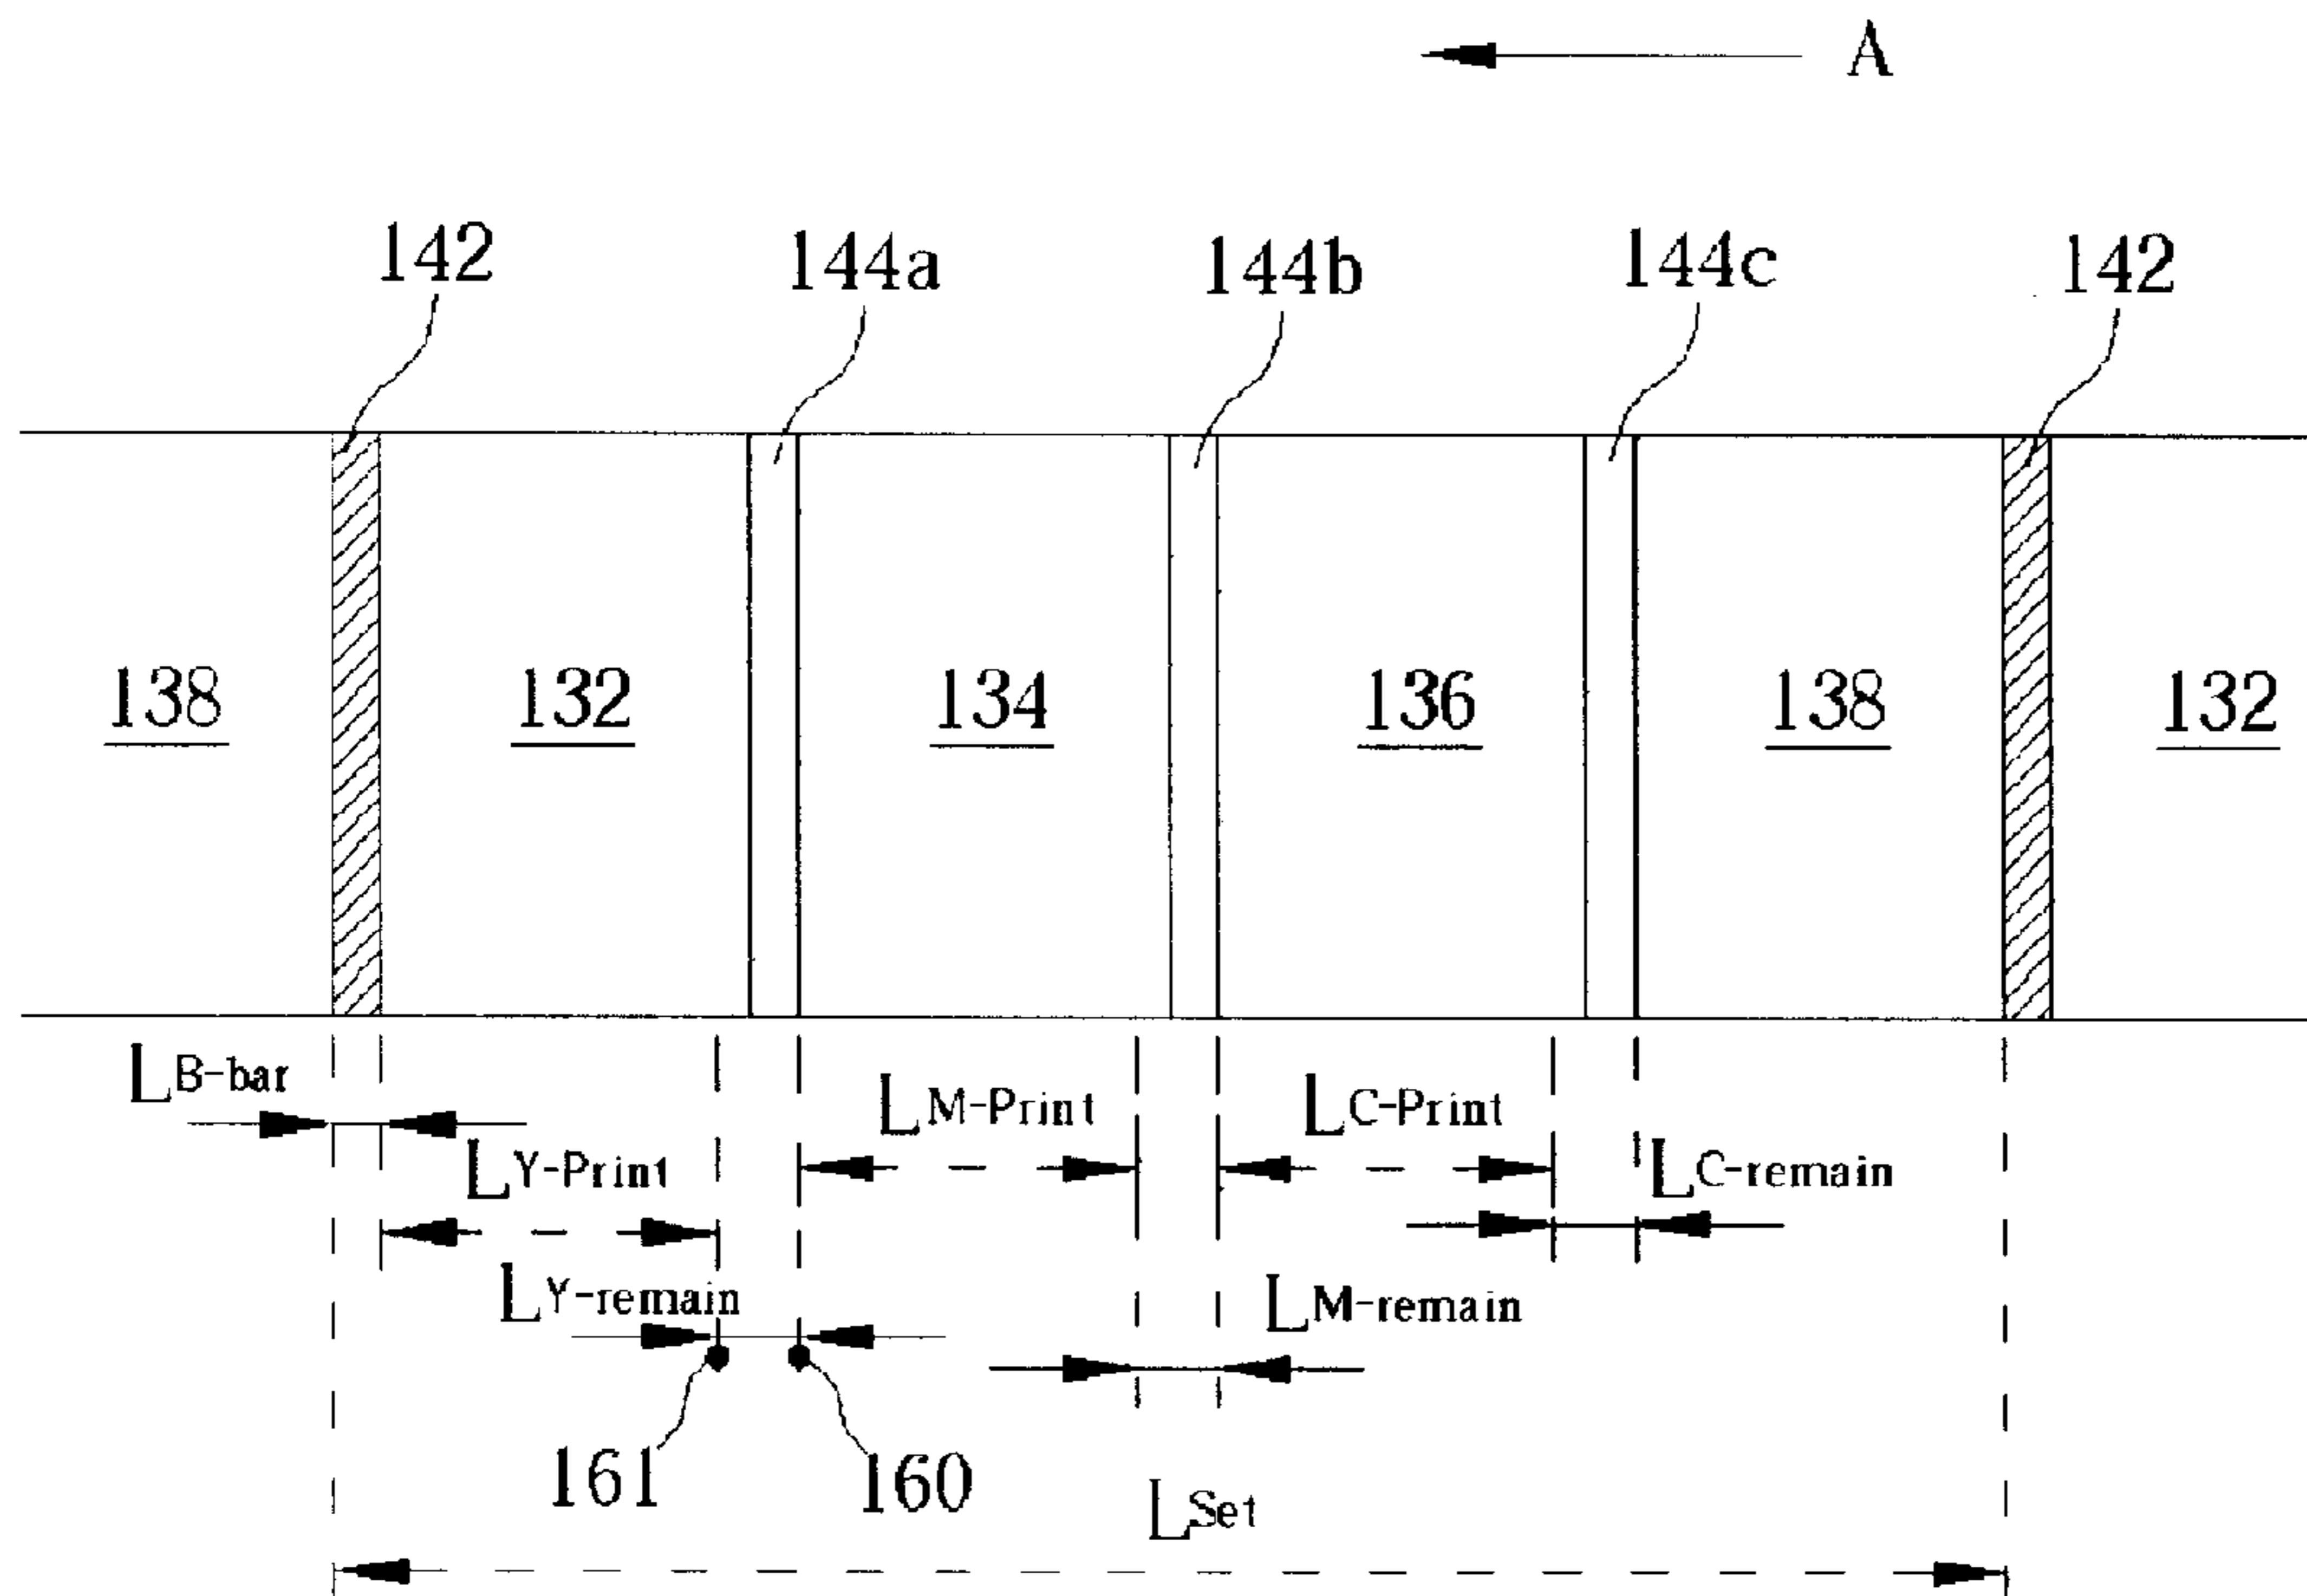 A
142
144a
144b
144c
142
138
132
134
136
138
132
LB-bar
LM-Print
LC-Print
LY-Print
LC-remain
LY-remain
LM-remain
161
160
LSet